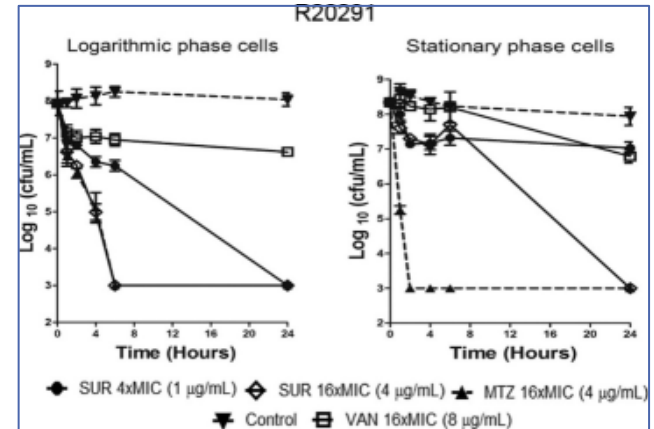 R20291
Logarithmic phase cells
Stationary phase cells
Log 10 (cfu/mL)
9
8
7
6
5
4
3
2
0 4 8 12 16 20 24
Time (Hours)
Log 10 (cfu/mL)
9
8
7
6
5
4
3
2
0 4 8 12 16 20 24
Time (Hours)
SUR 4xMIC (1 µg/mL) SUR 16xMIC (4 µg/mL) MTZ 16xMIC (4 µg/mL)
Control VAN 16xMIC (8 µg/mL)